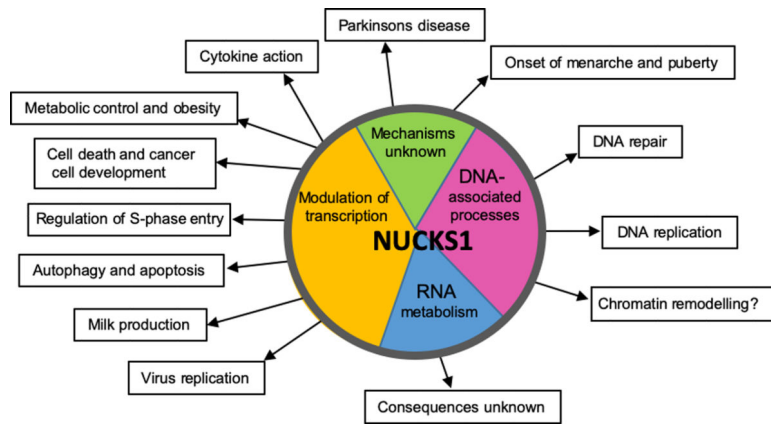 Parkinsons disease
Cytokine action
Onset of menarche and puberty
Metabolic control and obesity
Mechanisms
unknown
DNA repair
Cell death and cancer
cell development
DNA-
associated
processes
Modulation of
transcription
Regulation of S-phase entry
NUCKS1
DNA replication
Autophagy and apoptosis
RNA
metabolism
Chromatin remodelling?
Milk production
Virus replication
Consequences unknown